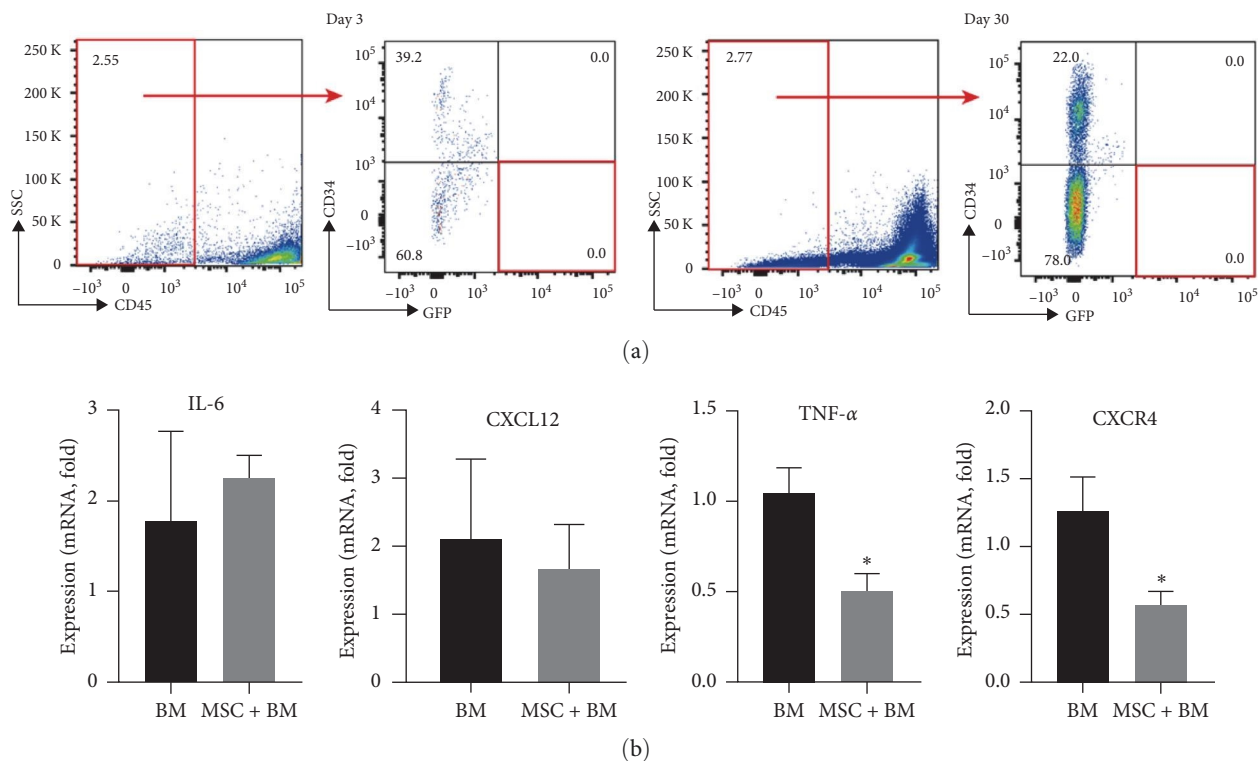 Day 3
Day 30
250 K
200 K
150 K
100 K
50 K
0
SSC
2.55
−10³ 0 10³ 10⁴ 10⁵
CD45
10⁵
10⁴
10³
0
−10³
CD34
39.2
0.0
60.8
0.0
−10³ 0 10³ 10⁴ 10⁵
GFP
250 K
200 K
150 K
100 K
50 K
0
SSC
2.77
−10³ 0 10³ 10⁴ 10⁵
CD45
10⁵
10⁴
10³
0
−10³
CD34
22.0
0.0
78.0
0.0
−10³ 0 10³ 10⁴ 10⁵
GFP
(a)
IL-6
Expression (mRNA, fold)
3
2
1
0
BM MSC + BM
CXCL12
Expression (mRNA, fold)
4
3
2
1
0
BM MSC + BM
TNF-α
Expression (mRNA, fold)
1.5
1.0
0.5
0.0
*
BM MSC + BM
CXCR4
Expression (mRNA, fold)
2.0
1.5
1.0
0.5
0.0
*
BM MSC + BM
(b)